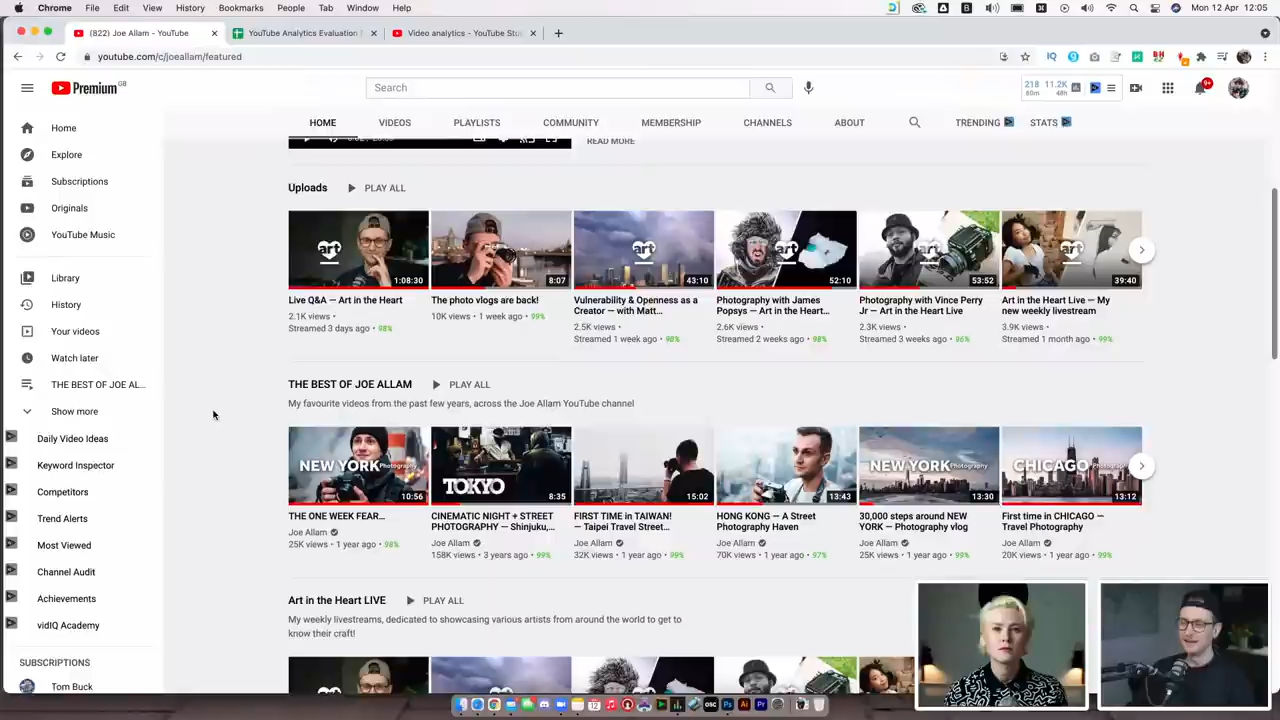 Chrome File Edit View History Bookmarks People Tab Window Help Mon 12 Apr 12:05
(822) Joe Allam - YouTube YouTube Analytics Evaluation Video analytics - YouTube Stu
youtube.com/c/joeallam/featured
Premium GB Search 218 60m 11.2K 48h 9+
HOME VIDEOS PLAYLISTS COMMUNITY MEMBERSHIP CHANNELS ABOUT TRENDING STATS
READ MORE
Home
Explore
Subscriptions
Originals
YouTube Music
Library
History
Your videos
Watch later
THE BEST OF JOE AL...
Show more
Daily Video Ideas
Keyword Inspector
Competitors
Trend Alerts
Most Viewed
Channel Audit
Achievements
vidIQ Academy
SUBSCRIPTIONS
Tom Buck
Uploads PLAY ALL
art 1:08:30
8:07
art 43:10
art 52:10
art 53:52
art 39:40
Live Q&A — Art in the Heart
2.1K views •
Streamed 3 days ago • 98%
The photo vlogs are back!
10K views • 1 week ago • 99%
Vulnerability & Openness as a
Creator — with Matt...
2.5K views •
Streamed 1 week ago • 98%
Photography with James
Popsys — Art in the Heart...
2.6K views •
Streamed 2 weeks ago • 98%
Photography with Vince Perry
Jr — Art in the Heart Live
2.3K views •
Streamed 3 weeks ago • 96%
Art in the Heart Live — My
new weekly livestream
3.9K views •
Streamed 1 month ago • 99%
THE BEST OF JOE ALLAM PLAY ALL
My favourite videos from the past few years, across the Joe Allam YouTube channel
NEW YORK Photography 10:56
TOKYO 8:35
15:02
13:43
NEW YORK Photography 13:30
CHICAGO Photography 13:12
THE ONE WEEK FEAR...
Joe Allam
25K views • 1 year ago • 98%
CINEMATIC NIGHT + STREET
PHOTOGRAPHY — Shinjuku,...
Joe Allam
158K views • 3 years ago • 99%
FIRST TIME in TAIWAN!
— Taipei Travel Street...
Joe Allam
32K views • 1 year ago • 99%
HONG KONG — A Street
Photography Haven
Joe Allam
70K views • 1 year ago • 97%
30,000 steps around NEW
YORK — Photography vlog
Joe Allam
25K views • 1 year ago • 99%
First time in CHICAGO —
Travel Photography
Joe Allam
20K views • 1 year ago • 99%
Art in the Heart LIVE PLAY ALL
My weekly livestreams, dedicated to showcasing various artists from around the world to get to
know their craft!